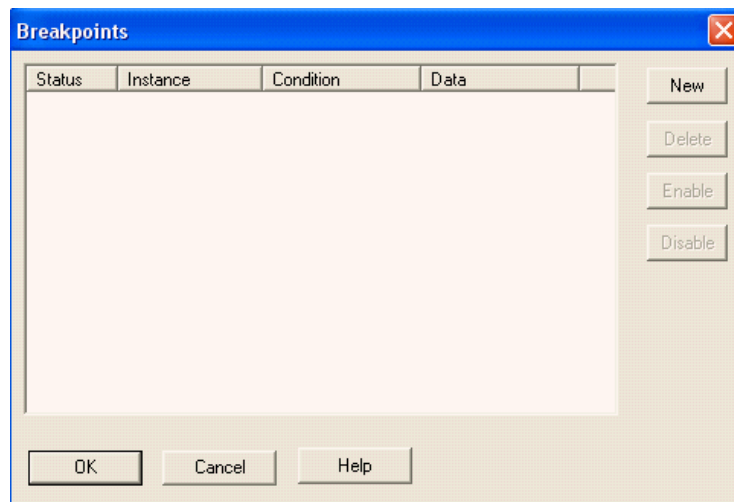 Breakpoints
Status Instance Condition Data
New
Delete
Enable
Disable
OK Cancel Help